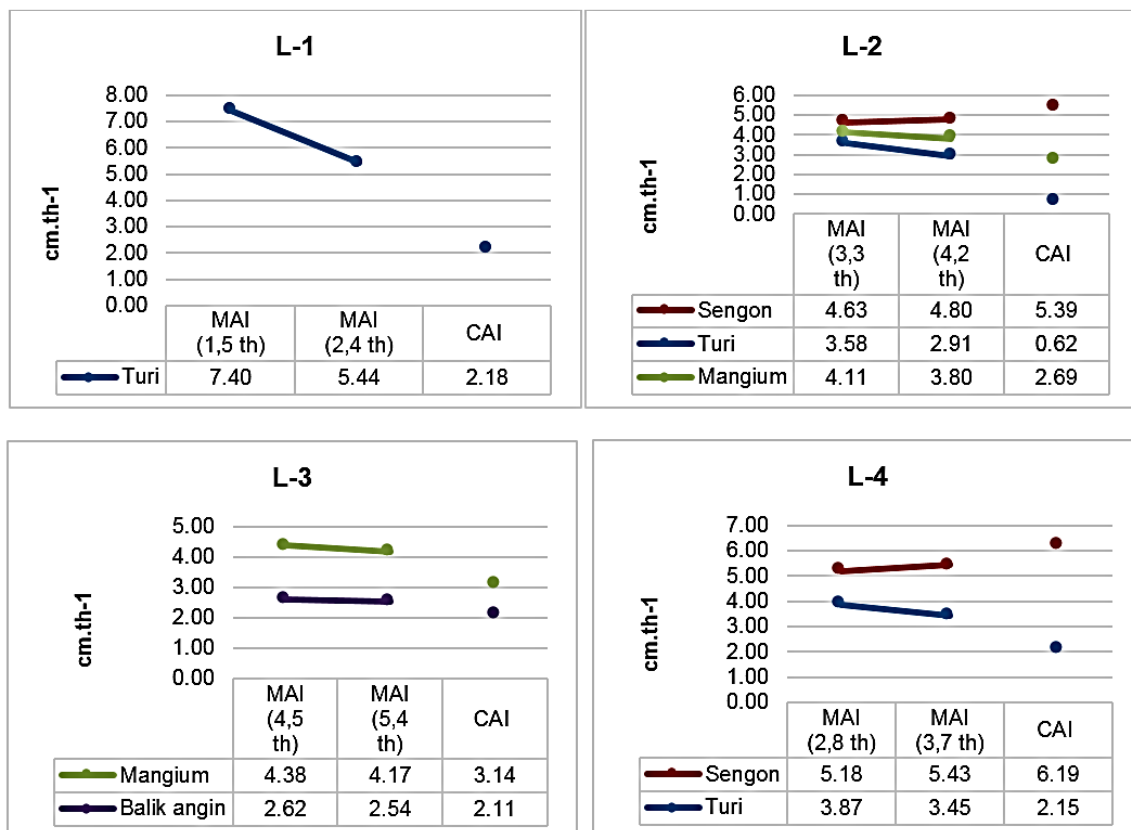 L-1
8.00
7.00
6.00
5.00
4.00
3.00
2.00
1.00
0.00
cm.th-1
MAI (1,5 th) MAI (2,4 th) CAI
Turi 7.40 5.44 2.18
L-2
6.00
5.00
4.00
3.00
2.00
1.00
0.00
cm.th-1
MAI (3,3 th) MAI (4,2 th) CAI
Sengon 4.63 4.80 5.39
Turi 3.58 2.91 0.62
Mangium 4.11 3.80 2.69
L-3
5.00
4.00
3.00
2.00
1.00
0.00
cm.th-1
MAI (4,5 th) MAI (5,4 th) CAI
Mangium 4.38 4.17 3.14
Balik angin 2.62 2.54 2.11
L-4
7.00
6.00
5.00
4.00
3.00
2.00
1.00
0.00
cm.th-1
MAI (2,8 th) MAI (3,7 th) CAI
Sengon 5.18 5.43 6.19
Turi 3.87 3.45 2.15